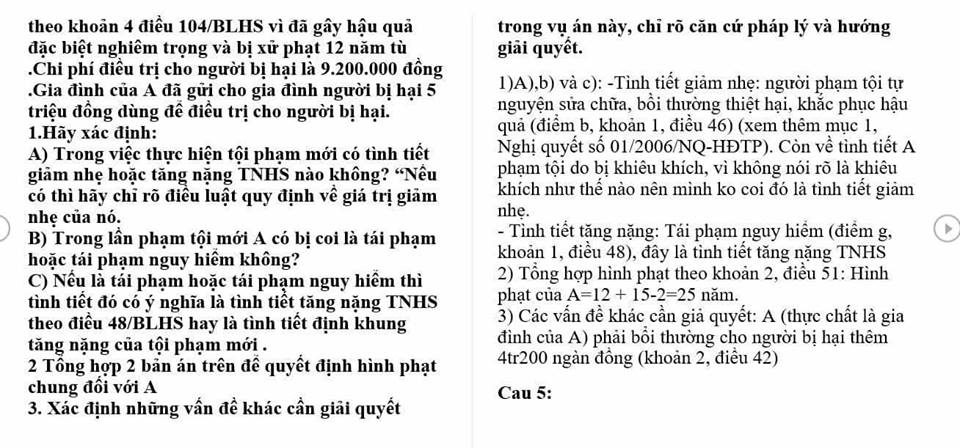 theo khoản 4 điều 104/BLHS vì đã gây hậu quả
đặc biệt nghiêm trọng và bị xử phạt 12 năm tù
.Chi phí điều trị cho người bị hại là 9.200.000 đồng
.Gia đình của A đã gửi cho gia đình người bị hại 5
triệu đồng dùng để điều trị cho người bị hại.
1.Hãy xác định:
A) Trong việc thực hiện tội phạm mới có tình tiết
giảm nhẹ hoặc tăng nặng TNHS nào không? “Nếu
có thì hãy chỉ rõ điều luật quy định về giá trị giảm
nhẹ của nó.
B) Trong lần phạm tội mới A có bị coi là tái phạm
hoặc tái phạm nguy hiểm không?
C) Nếu là tái phạm hoặc tái phạm nguy hiểm thì
tình tiết đó có ý nghĩa là tình tiết tăng nặng TNHS
theo điều 48/BLHS hay là tình tiết định khung
tăng nặng của tội phạm mới .
2 Tổng hợp 2 bản án trên để quyết định hình phạt
chung đối với A
3. Xác định những vấn đề khác cần giải quyết
trong vụ án này, chỉ rõ căn cứ pháp lý và hướng
giải quyết.
1)A),b) và c): -Tình tiết giảm nhẹ: người phạm tội tự
nguyện sửa chữa, bồi thường thiệt hại, khắc phục hậu
quả (điểm b, khoản 1, điều 46) (xem thêm mục 1,
Nghị quyết số 01/2006/NQ-HĐTP). Còn về tình tiết A
phạm tội do bị khiêu khích, vì không nói rõ là khiêu
khích như thế nào nên mình ko coi đó là tình tiết giảm
nhẹ.
- Tình tiết tăng nặng: Tái phạm nguy hiểm (điểm g,
khoản 1, điều 48), đây là tình tiết tăng nặng TNHS
2) Tổng hợp hình phạt theo khoản 2, điều 51: Hình
phạt của A=12 + 15-2=25 năm.
3) Các vấn đề khác cần giả quyết: A (thực chất là gia
đình của A) phải bồi thường cho người bị hại thêm
4tr200 ngàn đồng (khoản 2, điều 42)
Cau 5: